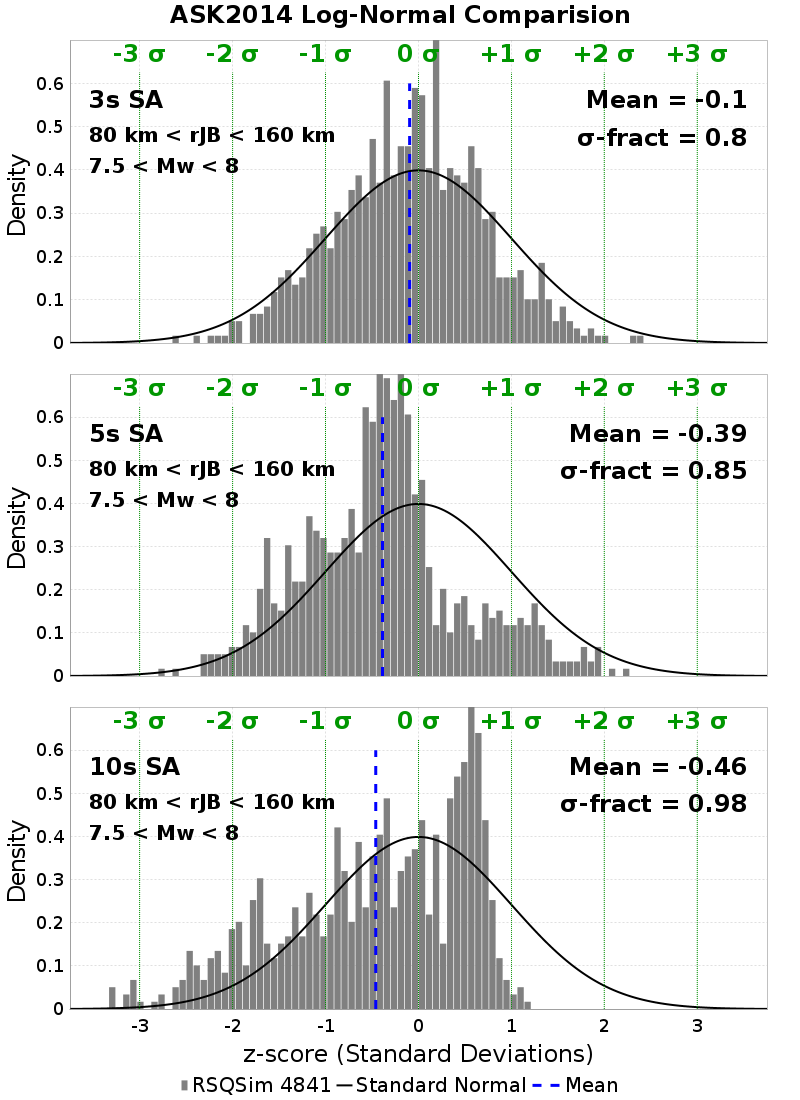 ASK2014 Log-Normal Comparision
-3 σ -2 σ -1 σ 0 σ +1 σ +2 σ +3 σ
3s SA
Mean = -0.1
80 km < rJB < 160 km
σ-fract = 0.8
7.5 < Mw < 8
Density
0.6
0.5
0.4
0.3
0.2
0.1
0
-3 σ -2 σ -1 σ 0 σ +1 σ +2 σ +3 σ
5s SA
Mean = -0.39
80 km < rJB < 160 km
σ-fract = 0.85
7.5 < Mw < 8
Density
0.6
0.5
0.4
0.3
0.2
0.1
0
-3 σ -2 σ -1 σ 0 σ +1 σ +2 σ +3 σ
10s SA
Mean = -0.46
80 km < rJB < 160 km
σ-fract = 0.98
7.5 < Mw < 8
Density
0.6
0.5
0.4
0.3
0.2
0.1
0
-3 -2 -1 0 1 2 3
z-score (Standard Deviations)
RSQSim 4841 Standard Normal Mean